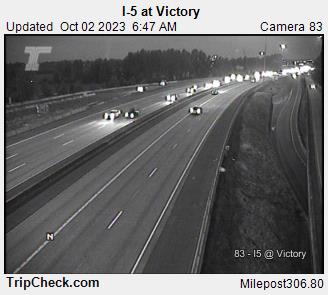 I-5 at Victory
Updated Oct 02 2023 6:47 AM Camera 83
T
N
83 - I5 @ Victory
TripCheck.com Milepost306.80